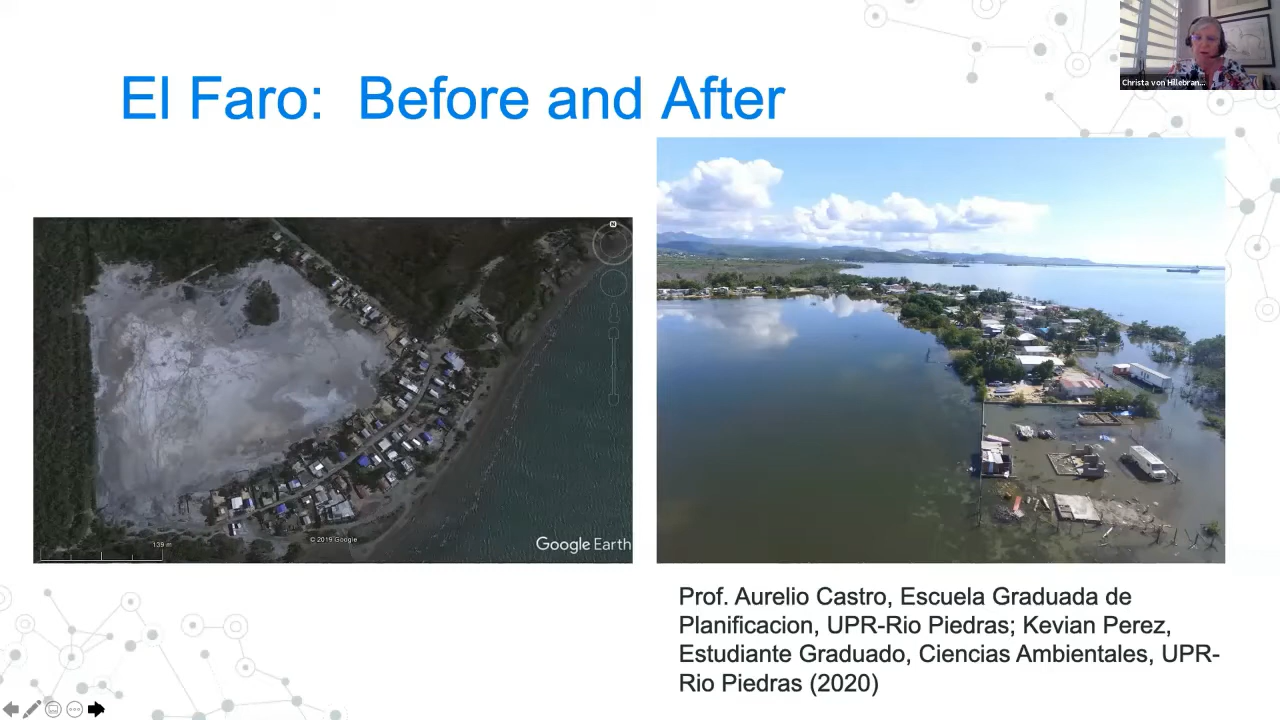 Christa von Hillebran...
El Faro:  Before and After
139 m
© 2019 Google
Google Earth
Prof. Aurelio Castro, Escuela Graduada de
Planificacion, UPR-Rio Piedras; Kevian Perez,
Estudiante Graduado, Ciencias Ambientales, UPR-
Rio Piedras (2020)